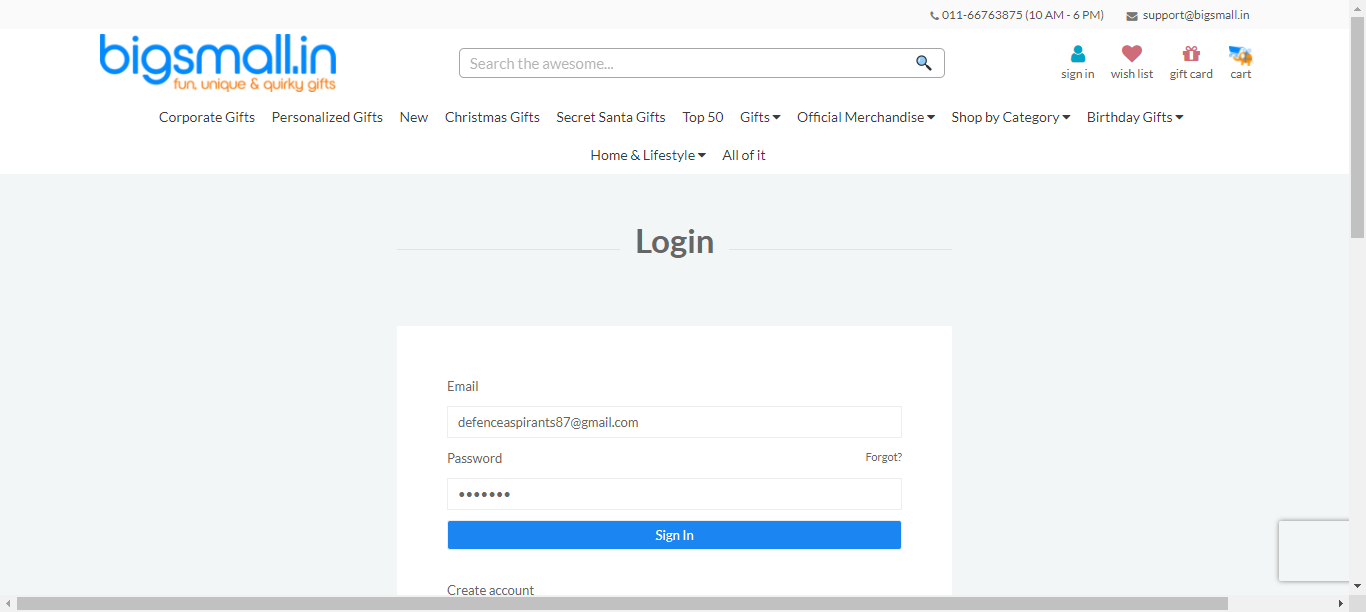 011-66763875 (10 AM - 6 PM) support@bigsmall.in
bigsmall.in
fun, unique & quirky gifts
Search the awesome...
sign in wish list gift card cart
Corporate Gifts Personalized Gifts New Christmas Gifts Secret Santa Gifts Top 50 Gifts Official Merchandise Shop by Category Birthday Gifts
Home & Lifestyle All of it
Login
Email
defenceaspirants87@gmail.com
Password Forgot?
•••••••
Sign In
Create account